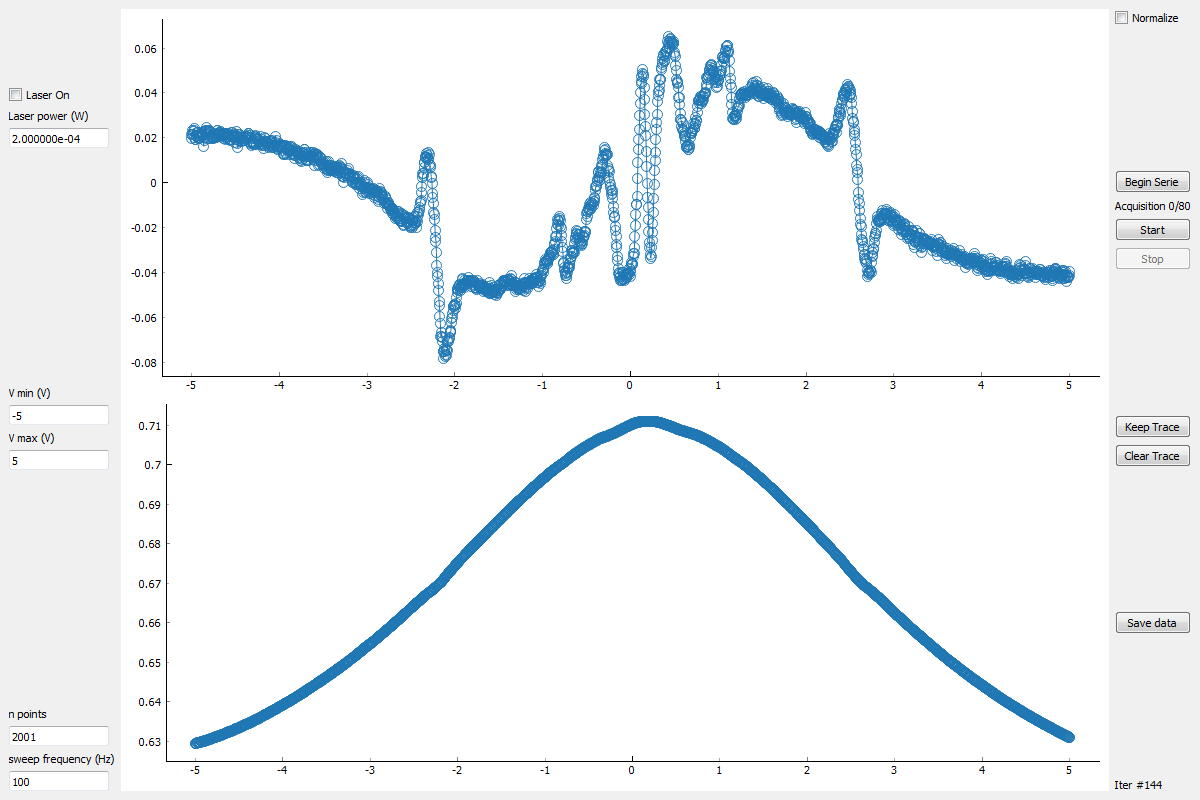 Normalize
Laser On
Laser power (W)
2.000000e-04
0.06
0.04
0.02
0
-0.02
-0.04
-0.06
-0.08
-5 -4 -3 -2 -1 0 1 2 3 4 5
Begin Serie
Acquisition 0/80
Start
Stop
V min (V)
-5
V max (V)
5
0.71
0.7
0.69
0.68
0.67
0.66
0.65
0.64
0.63
-5 -4 -3 -2 -1 0 1 2 3 4 5
Keep Trace
Clear Trace
Save data
n points
2001
sweep frequency (Hz)
100
Iter #144